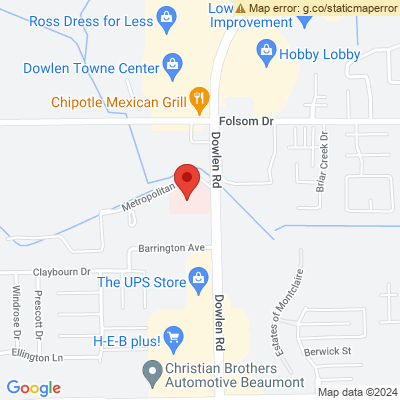 Ross Dress for Less
Low
Improvement
Map error: g.co/staticmaperror
Dowlen Towne Center
Hobby Lobby
Chipotle Mexican Grill
Folsom Dr
Dowlen Rd
Briar Creek Dr
Metropolitan
Barrington Ave
Claybourn Dr
The UPS Store
Windrose Dr
Prescott Dr
Dowlen Rd
Estates of Montclaire
H-E-B plus!
Berwick St
Ellington Ln
Christian Brothers
Automotive Beaumont
Google
Map data ©2024